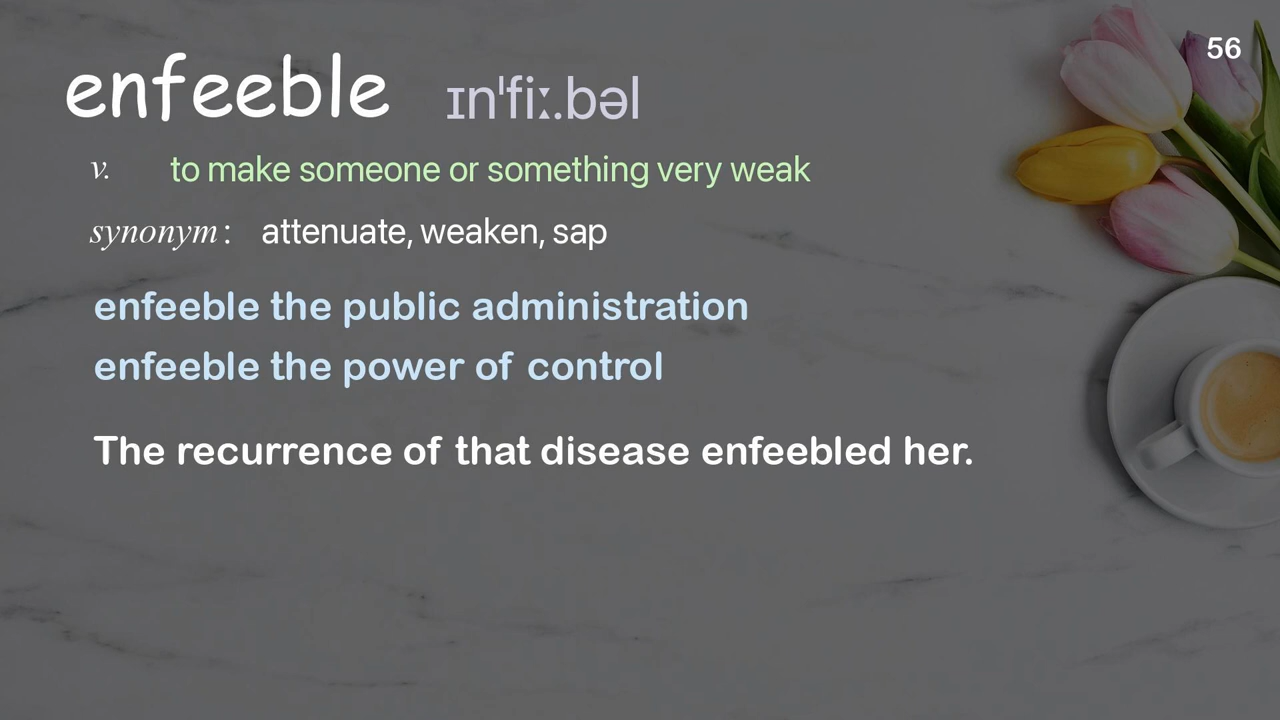 56
enfeeble ɪnˈfiː.bəl
v. to make someone or something very weak
synonym: attenuate, weaken, sap
enfeeble the public administration
enfeeble the power of control
The recurrence of that disease enfeebled her.